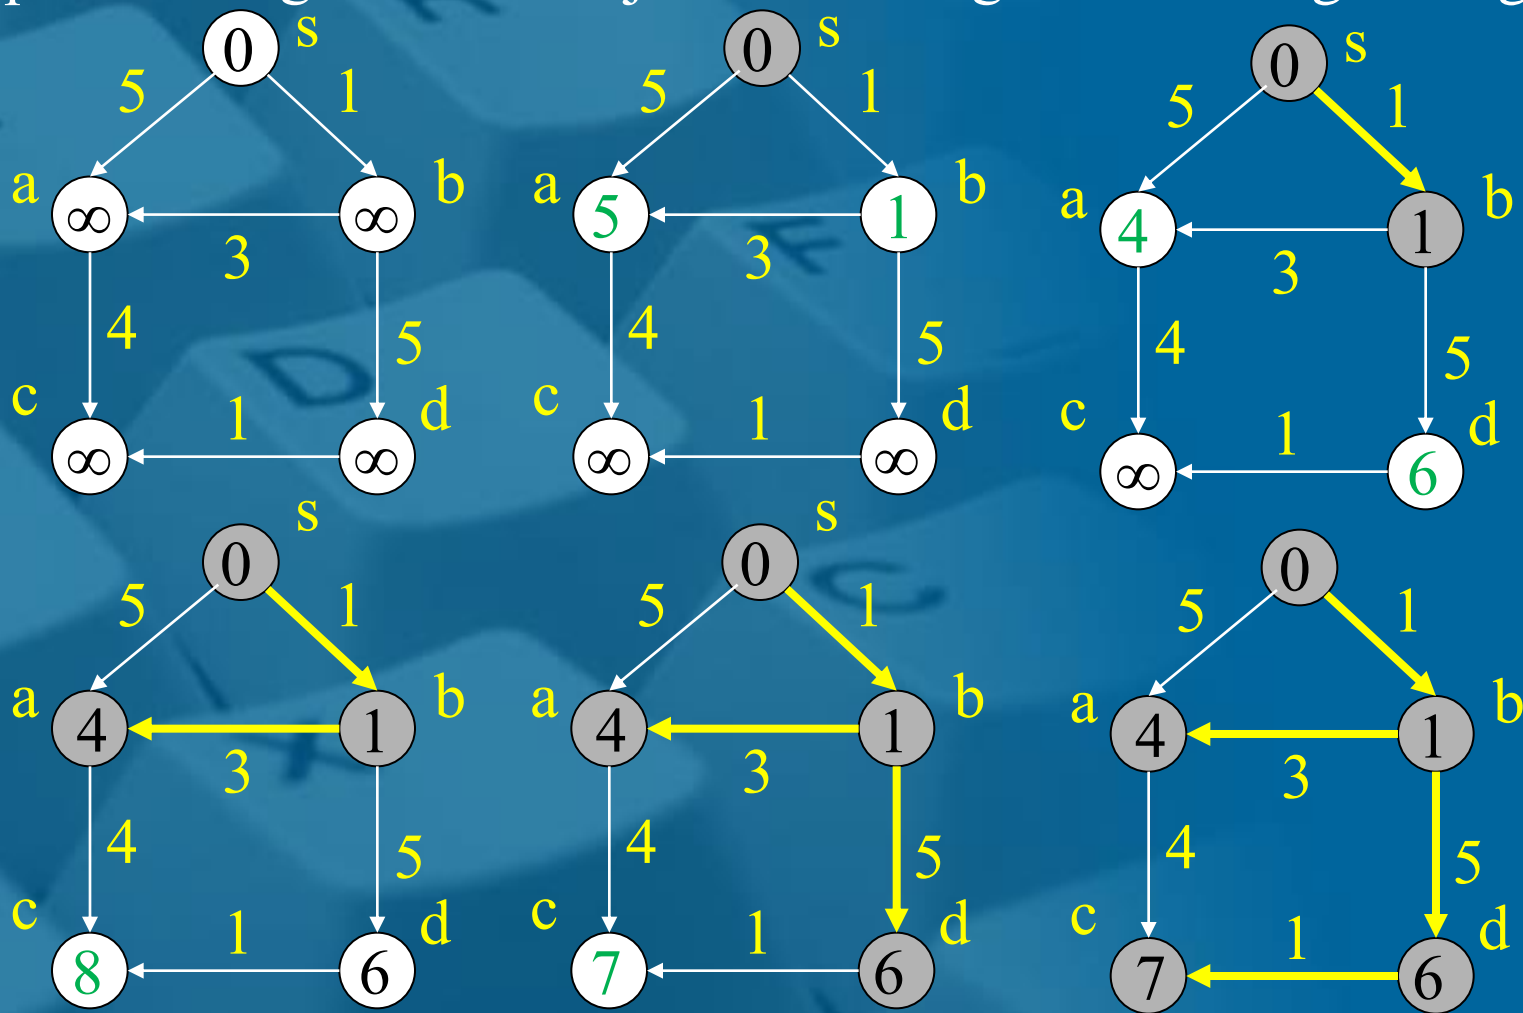 0 s 0 s 0 s
5 1 5 1 5 1
a ∞ ∞ b a 5 1 b a 4 1 b
3 3 3
4 5 4 5 4 5
c ∞ 1 ∞ d c ∞ 1 ∞ d c ∞ 1 6 d
0 s 0 s 0
5 1 5 1 5 1
a 4 1 b a 4 1 b a 4 1 b
3 3 3
4 5 4 5 4 5
c 8 1 6 d c 7 1 6 d c 7 1 6 d